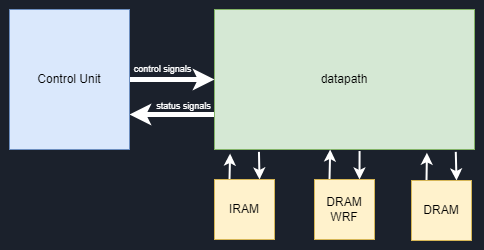 Control Unit
control signals
status signals
datapath
IRAM
DRAM
WRF
DRAM